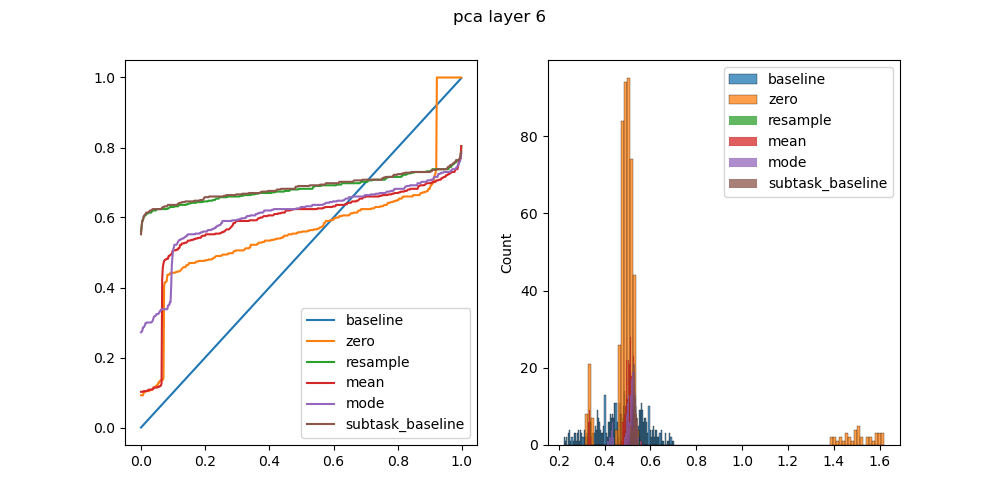 pca layer 6
1.0
0.8
0.6
0.4
0.2
0.0
0.0 0.2 0.4 0.6 0.8 1.0
baseline
zero
resample
mean
mode
subtask_baseline
Count
80
60
40
20
0
0.2 0.4 0.6 0.8 1.0 1.2 1.4 1.6
baseline
zero
resample
mean
mode
subtask_baseline